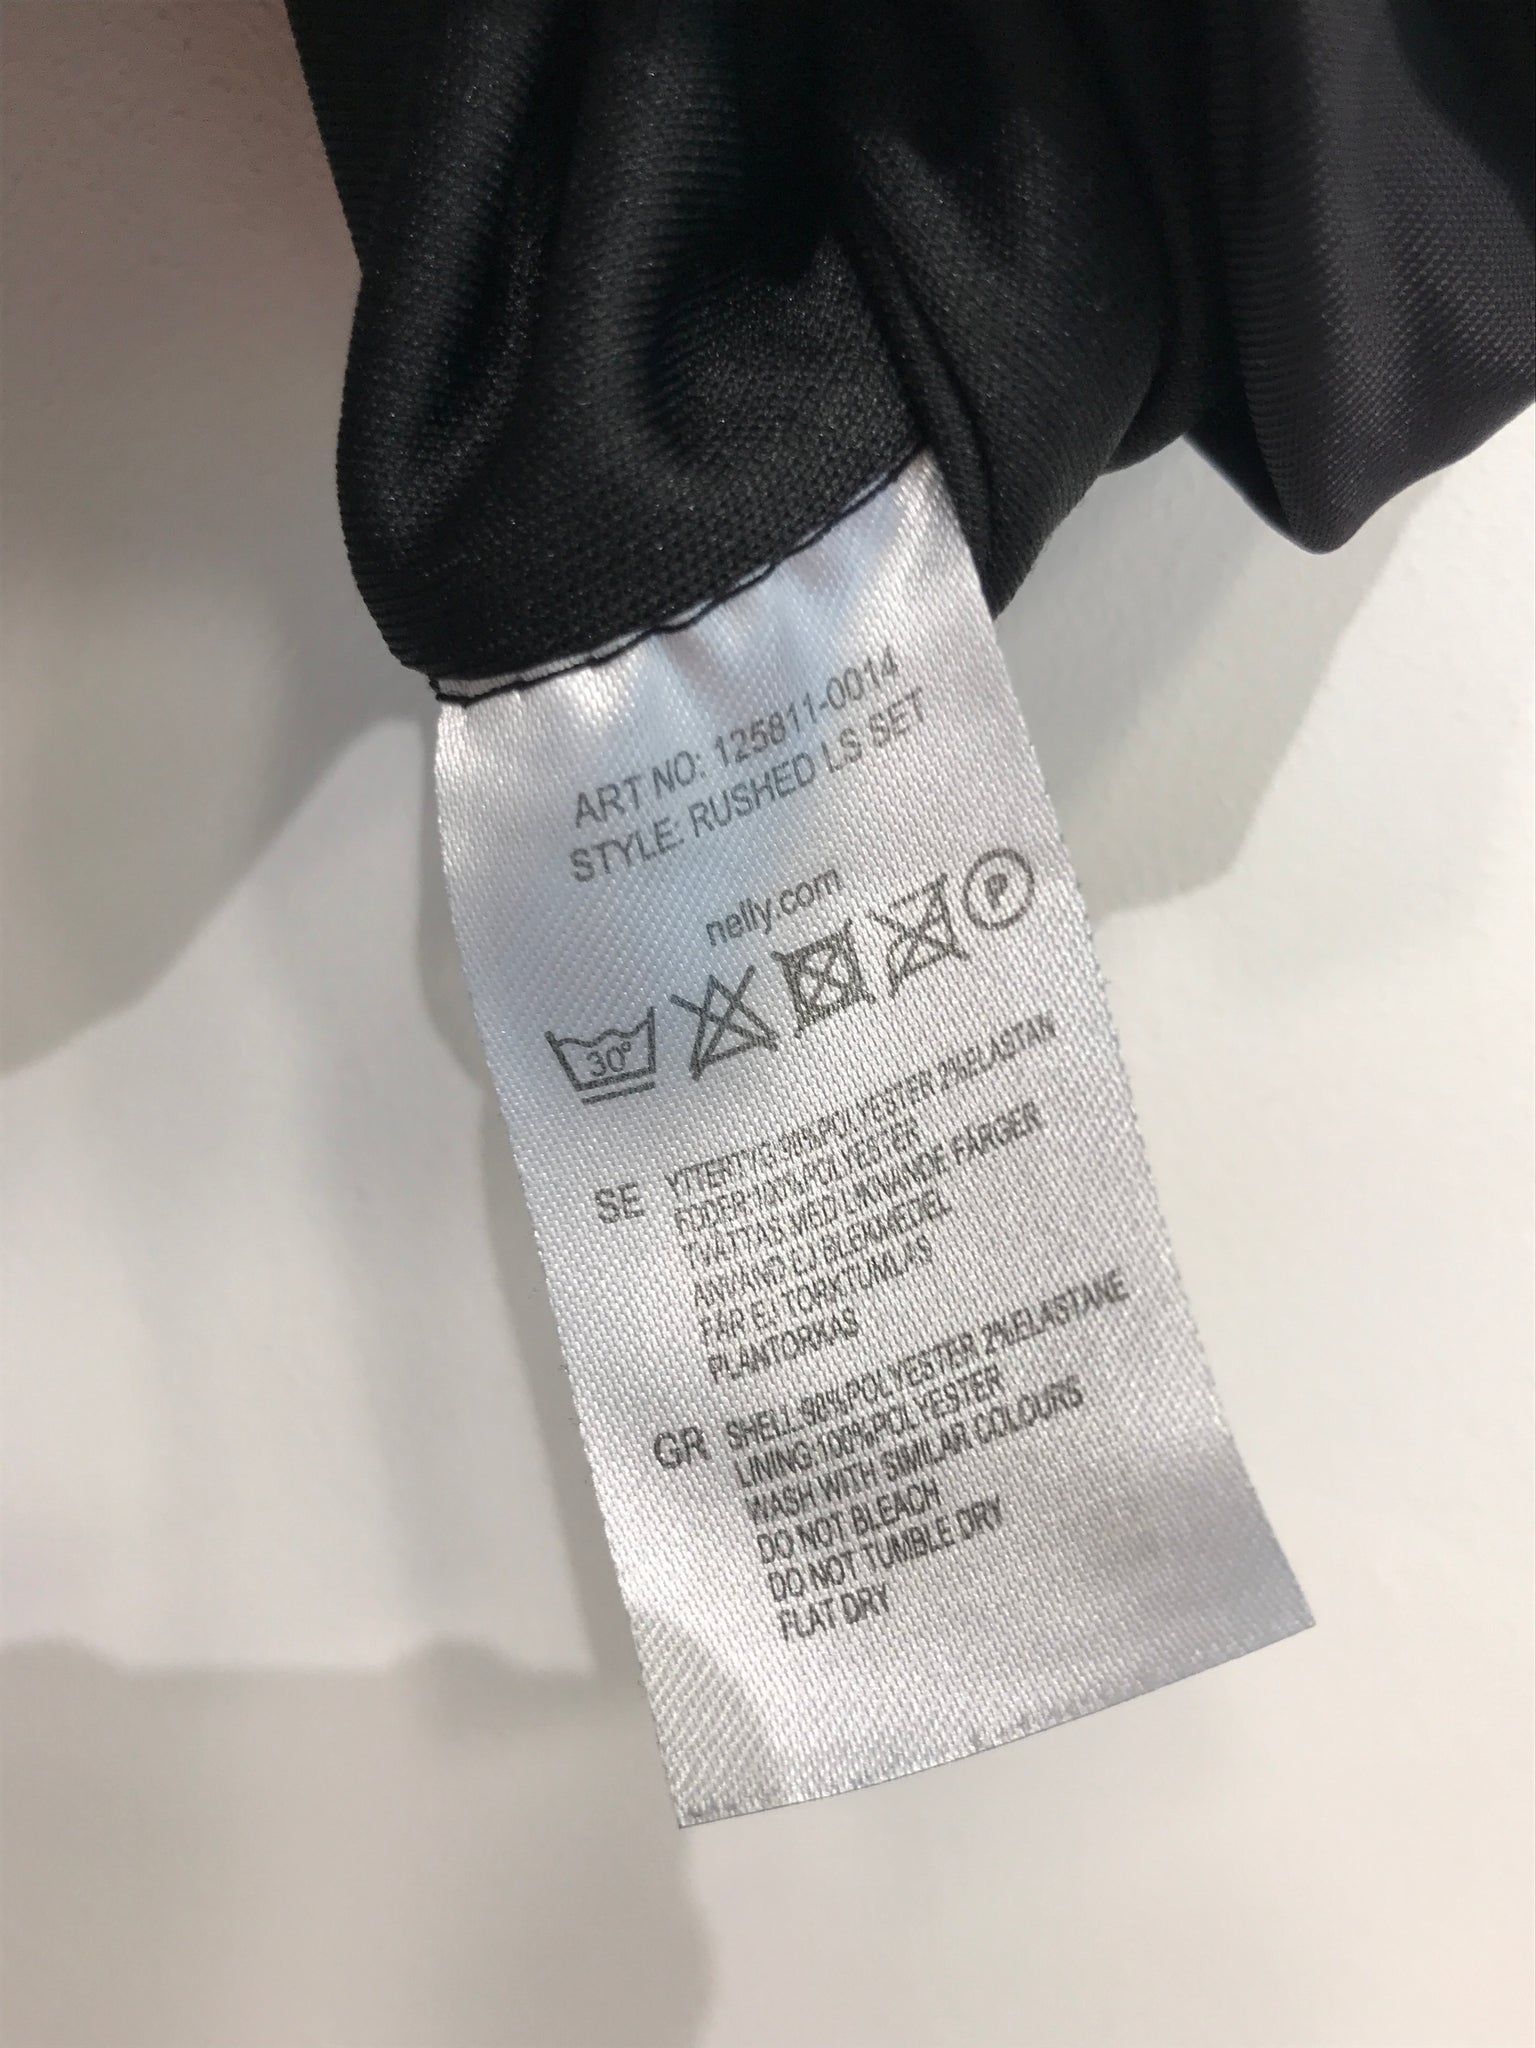 ART NO: 125811-0014
STYLE: RUSHED LS SET
nelly.com
30° P
SE YTTERTYG:98%POLYESTER 2%ELASTAN
FODER:100%POLYESTER
TVÄTTAS MED LIKNANDE FÄRGER
ANVÄND EJ BLEKMEDEL
FÅR EJ TORKTUMLAS
PLANTORKAS
GR SHELL:98%POLYESTER 2%ELASTANE
LINING:100%POLYESTER
WASH WITH SIMILAR COLOURS
DO NOT BLEACH
DO NOT TUMBLE DRY
FLAT DRY